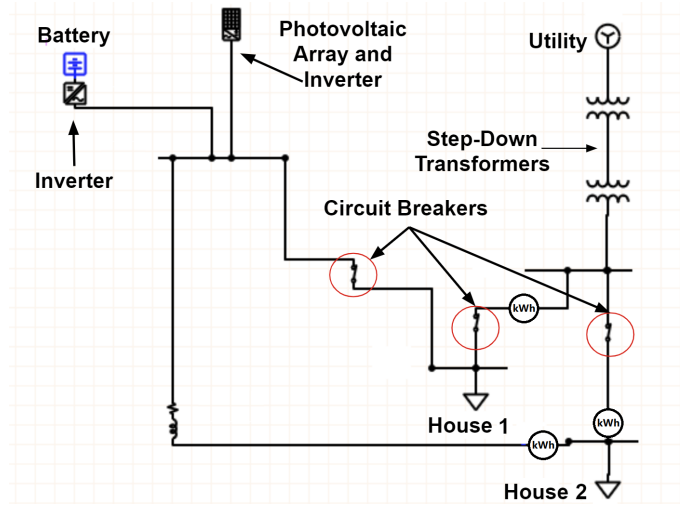 Battery
Photovoltaic
Array and
Inverter
Utility
Step-Down
Transformers
Inverter
Circuit Breakers
kWh
House 1
kWh
kWh
House 2